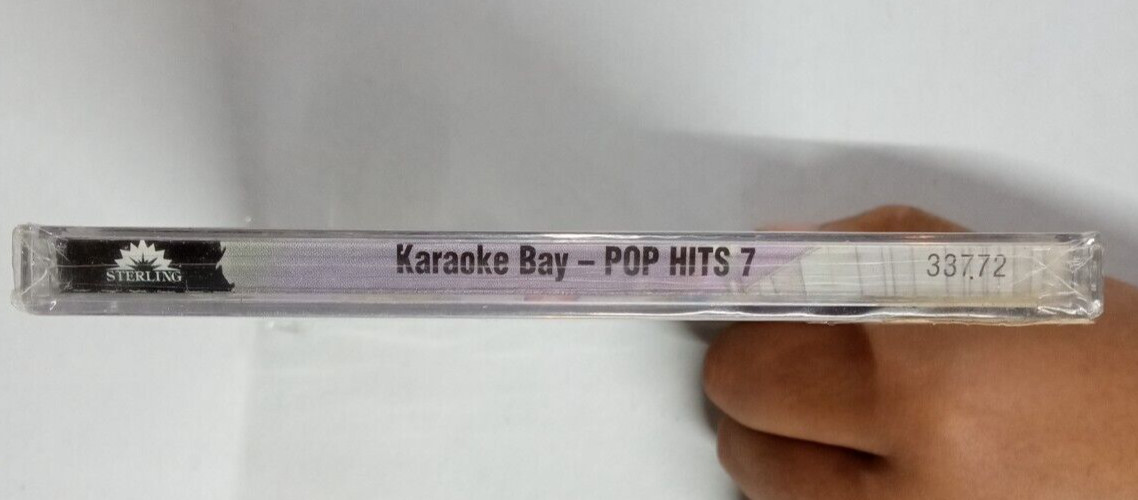 STERLING
Karaoke Bay – POP HITS 7
33772